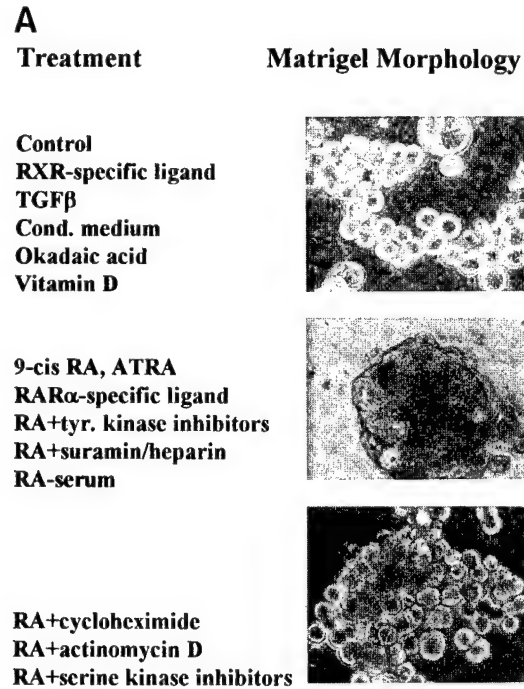 A
Treatment Matrigel Morphology
Control
RXR-specific ligand
TGFβ
Cond. medium
Okadaic acid
Vitamin D
9-cis RA, ATRA
RARα-specific ligand
RA+tyr. kinase inhibitors
RA+suramin/heparin
RA-serum
RA+cycloheximide
RA+actinomycin D
RA+serine kinase inhibitors